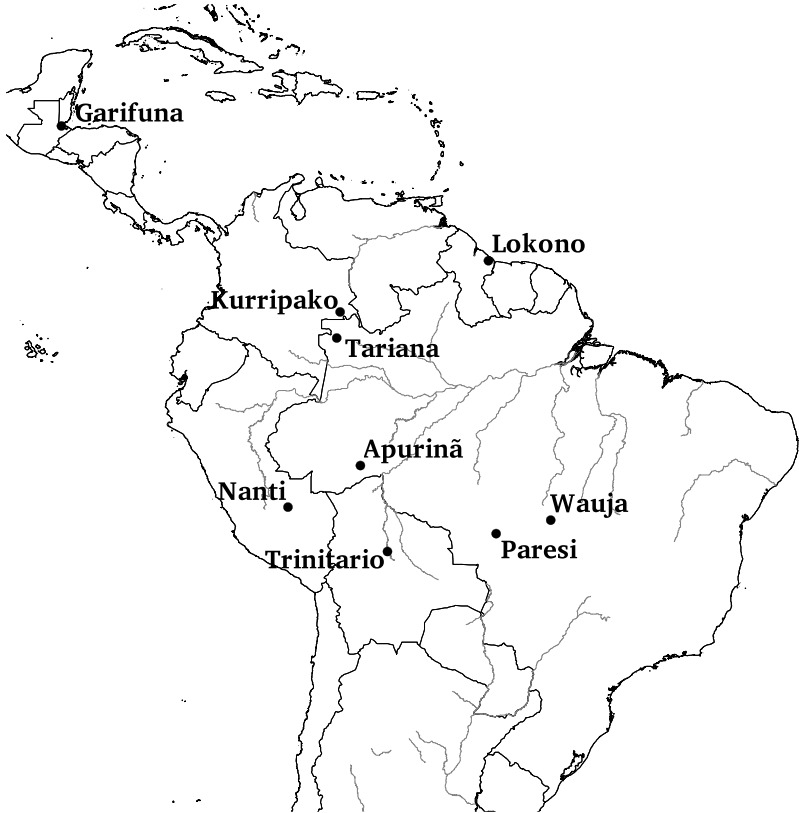 Garifuna
Lokono
Kurripako
Tariana
Apurinã
Nanti
Wauja
Paresi
Trinitario